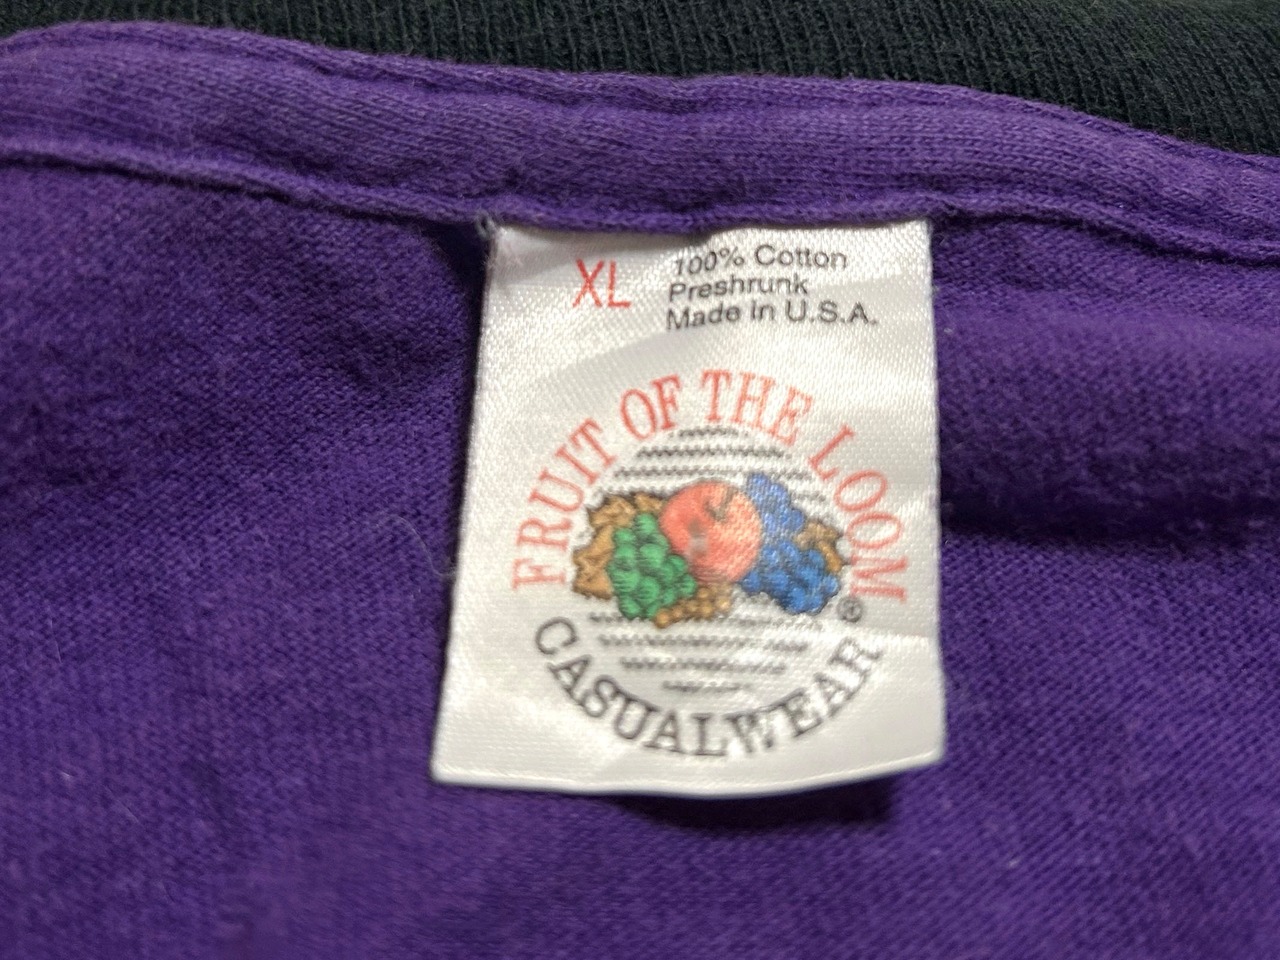 XL
100% Cotton
Preshrunk
Made in U.S.A.
FRUIT OF THE LOOM
®
CASUALWEAR